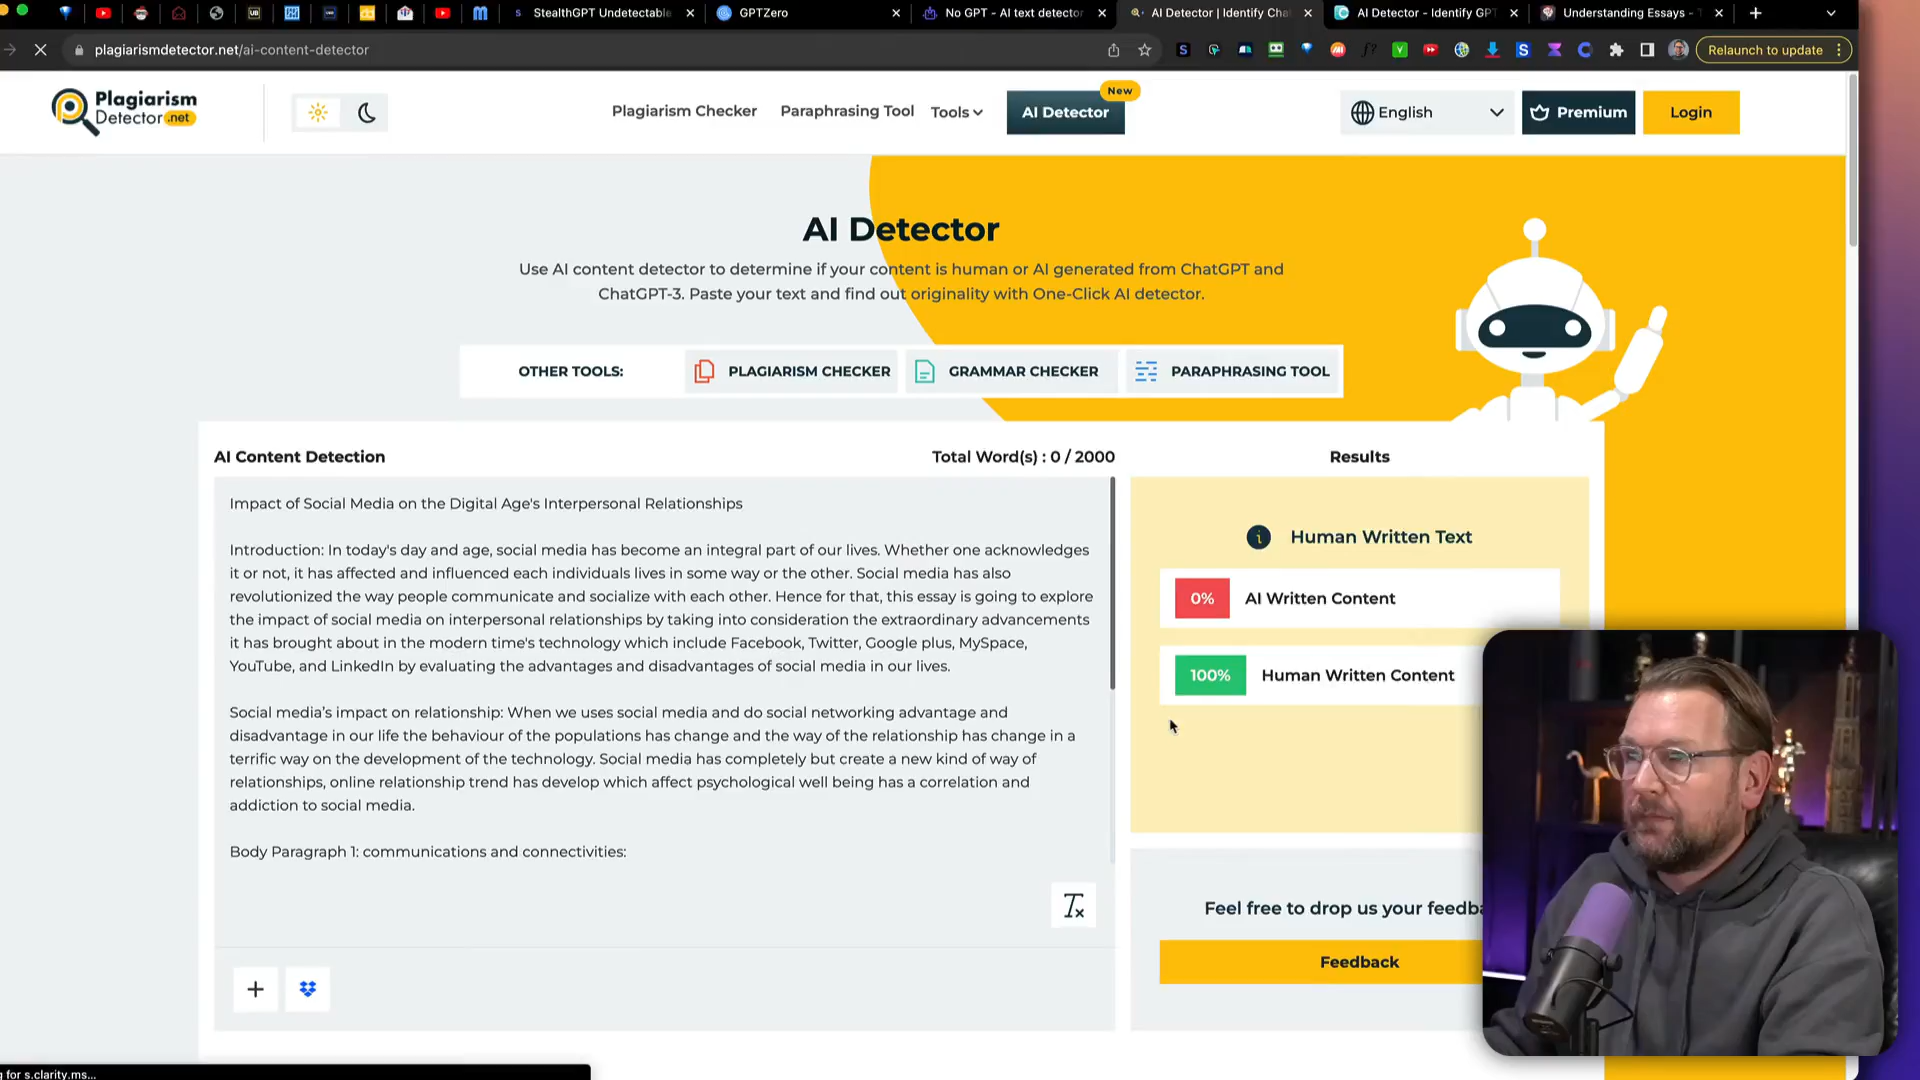 StealthGPT Undetectable
GPTZero
No GPT - AI text detector
AI Detector | Identify Cha
AI Detector - Identify GPT
Understanding Essays -
plagiarismdetector.net/ai-content-detector
Relaunch to update
Plagiarism
Detector.net
Plagiarism Checker
Paraphrasing Tool
Tools
AI Detector
New
English
Premium
Login
AI Detector
Use AI content detector to determine if your content is human or AI generated from ChatGPT and
ChatGPT-3. Paste your text and find out originality with One-Click AI detector.
OTHER TOOLS:
PLAGIARISM CHECKER
GRAMMAR CHECKER
PARAPHRASING TOOL
AI Content Detection
Total Word(s) : 0 / 2000
Results
Impact of Social Media on the Digital Age's Interpersonal Relationships
Introduction: In today's day and age, social media has become an integral part of our lives. Whether one acknowledges
it or not, it has affected and influenced each individuals lives in some way or the other. Social media has also
revolutionized the way people communicate and socialize with each other. Hence for that, this essay is going to explore
the impact of social media on interpersonal relationships by taking into consideration the extraordinary advancements
it has brought about in the modern time's technology which include Facebook, Twitter, Google plus, MySpace,
YouTube, and LinkedIn by evaluating the advantages and disadvantages of social media in our lives.
Social media's impact on relationship: When we uses social media and do social networking advantage and
disadvantage in our life the behaviour of the populations has change and the way of the relationship has change in a
terrific way on the development of the technology. Social media has completely but create a new kind of way of
relationships, online relationship trend has develop which affect psychological well being has a correlation and
addiction to social media.
Body Paragraph 1: communications and connectivities:
Human Written Text
0%
AI Written Content
100%
Human Written Content
Feel free to drop us your feedba
Feedback
g for s.clarity.ms...